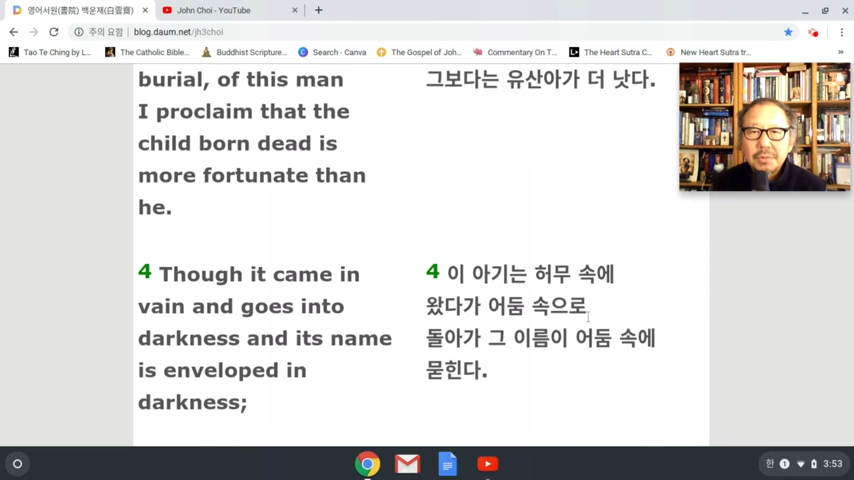 영어서원(書院) 백운재(白雲齋)
John Choi - YouTube
주의 요함
blog.daum.net/jh3choi
Tao Te Ching by L...
The Catholic Bible...
Buddhist Scripture...
Search - Canva
The Gospel of Joh...
Commentary On T...
The Heart Sutra C...
New Heart Sutra tr...
burial, of this man
I proclaim that the
child born dead is
more fortunate than
he.
그보다는 유산아가 더 낫다.
4 Though it came in
vain and goes into
darkness and its name
is enveloped in
darkness;
4 이 아기는 허무 속에
왔다가 어둠 속으로
돌아가 그 이름이 어둠 속에
묻힌다.
한
3:53